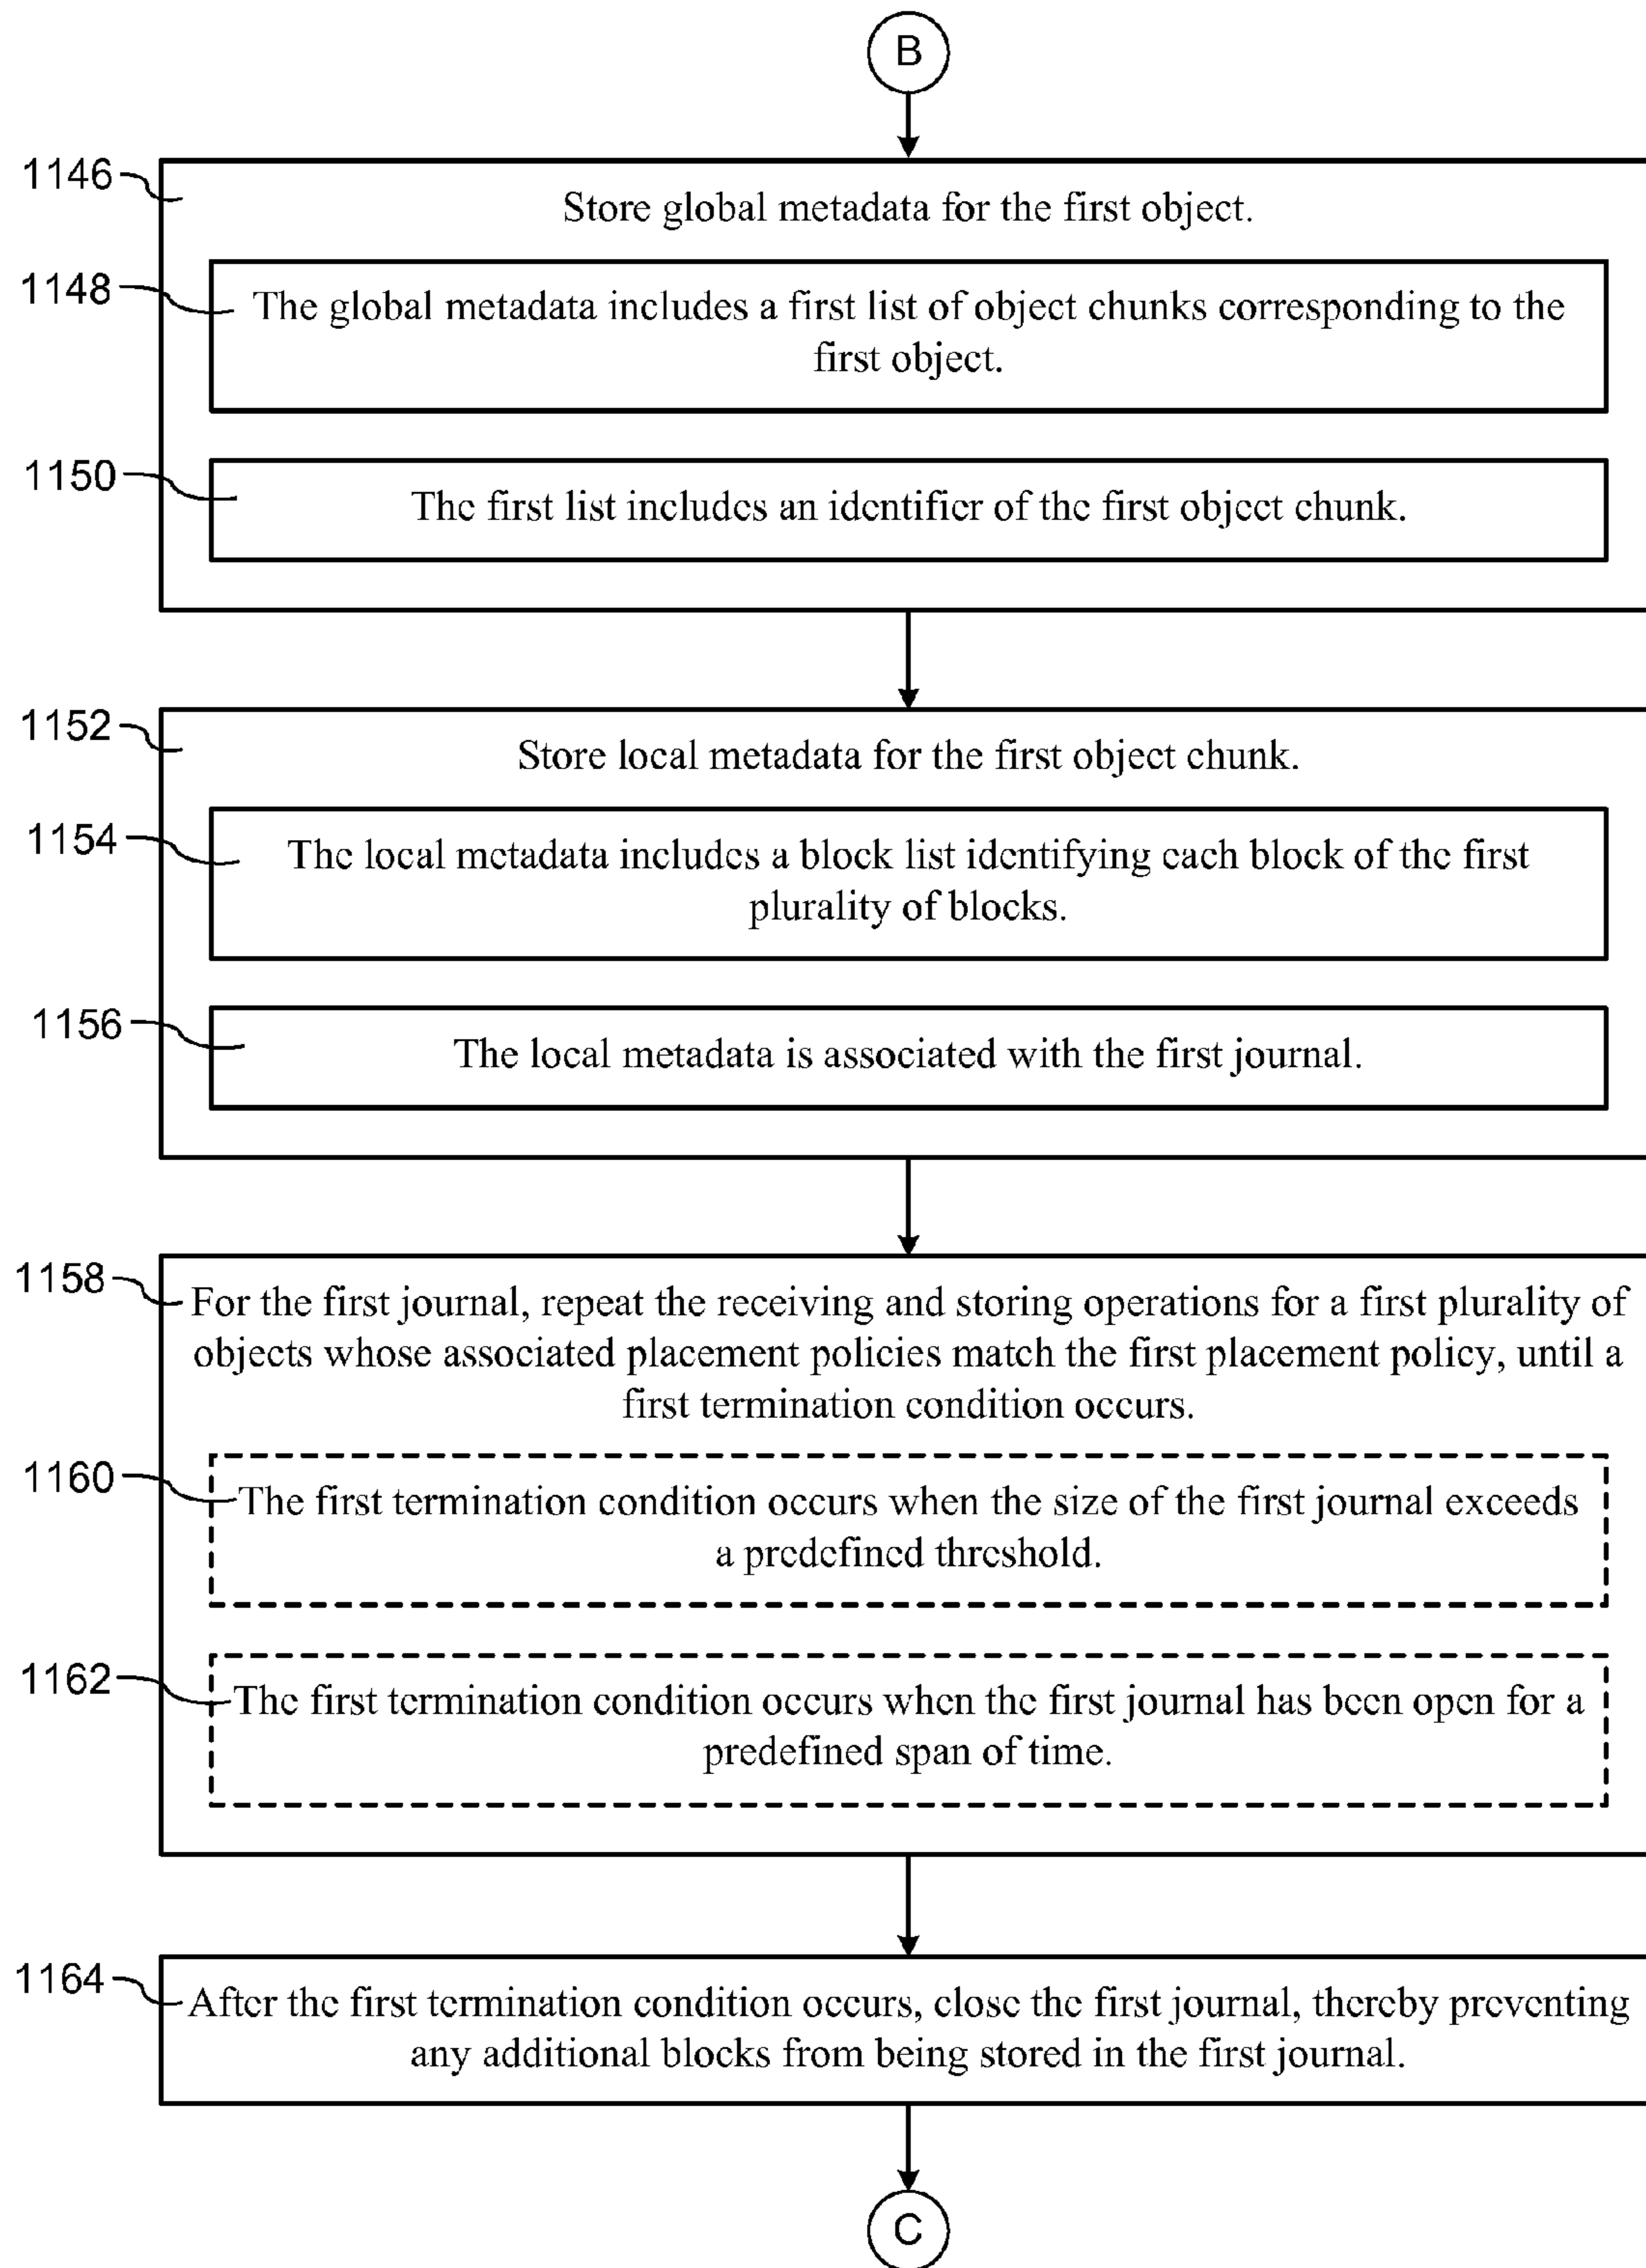 B
1146
Store global metadata for the first object.
1148
The global metadata includes a first list of object chunks corresponding to the
first object.
1150
The first list includes an identifier of the first object chunk.
1152
Store local metadata for the first object chunk.
1154
The local metadata includes a block list identifying each block of the first
plurality of blocks.
1156
The local metadata is associated with the first journal.
1158
For the first journal, repeat the receiving and storing operations for a first plurality of
objects whose associated placement policies match the first placement policy, until a
first termination condition occurs.
1160
The first termination condition occurs when the size of the first journal exceeds
a predefined threshold.
1162
The first termination condition occurs when the first journal has been open for a
predefined span of time.
1164
After the first termination condition occurs, close the first journal, thereby preventing
any additional blocks from being stored in the first journal.
C